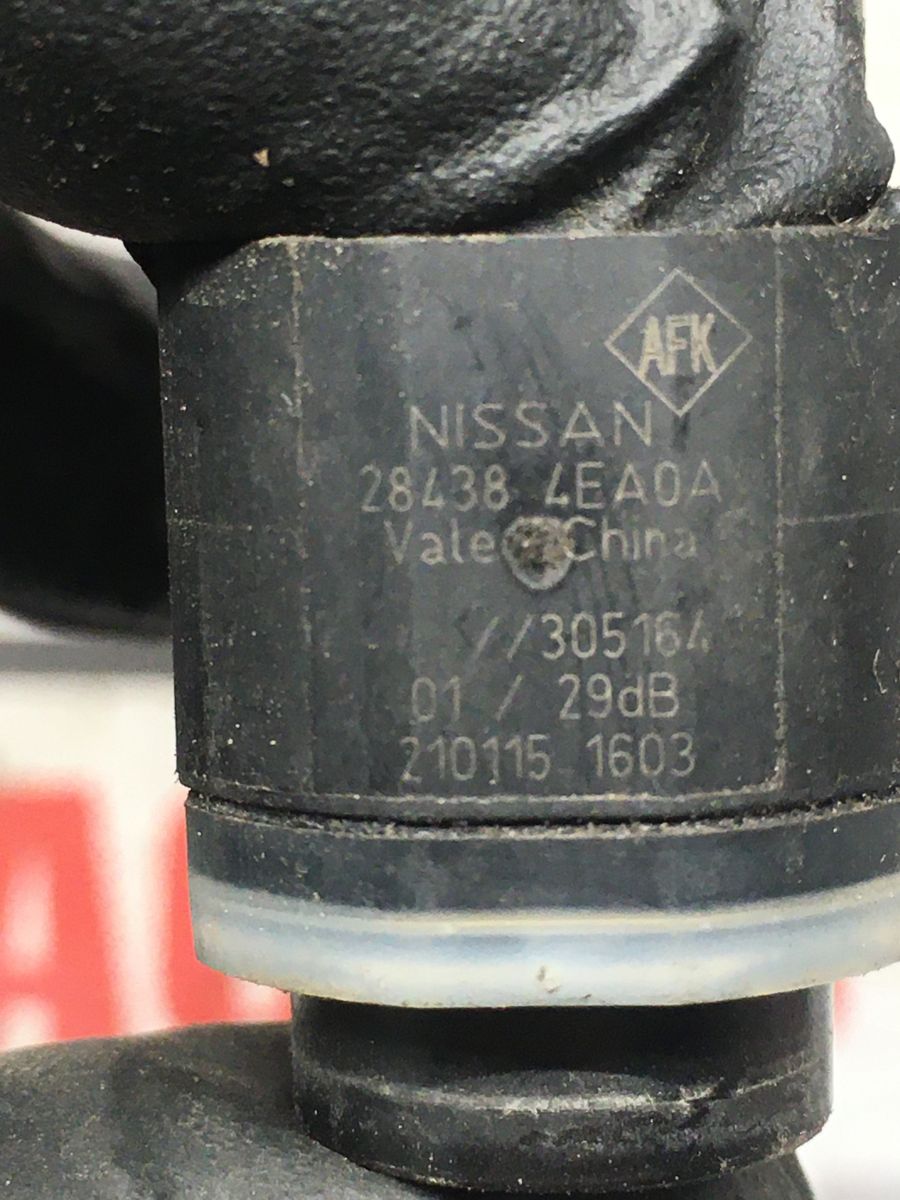 AFK
NISSAN
28438 4EA0A
Valeo China
//305164
01 / 29dB
210115 1603